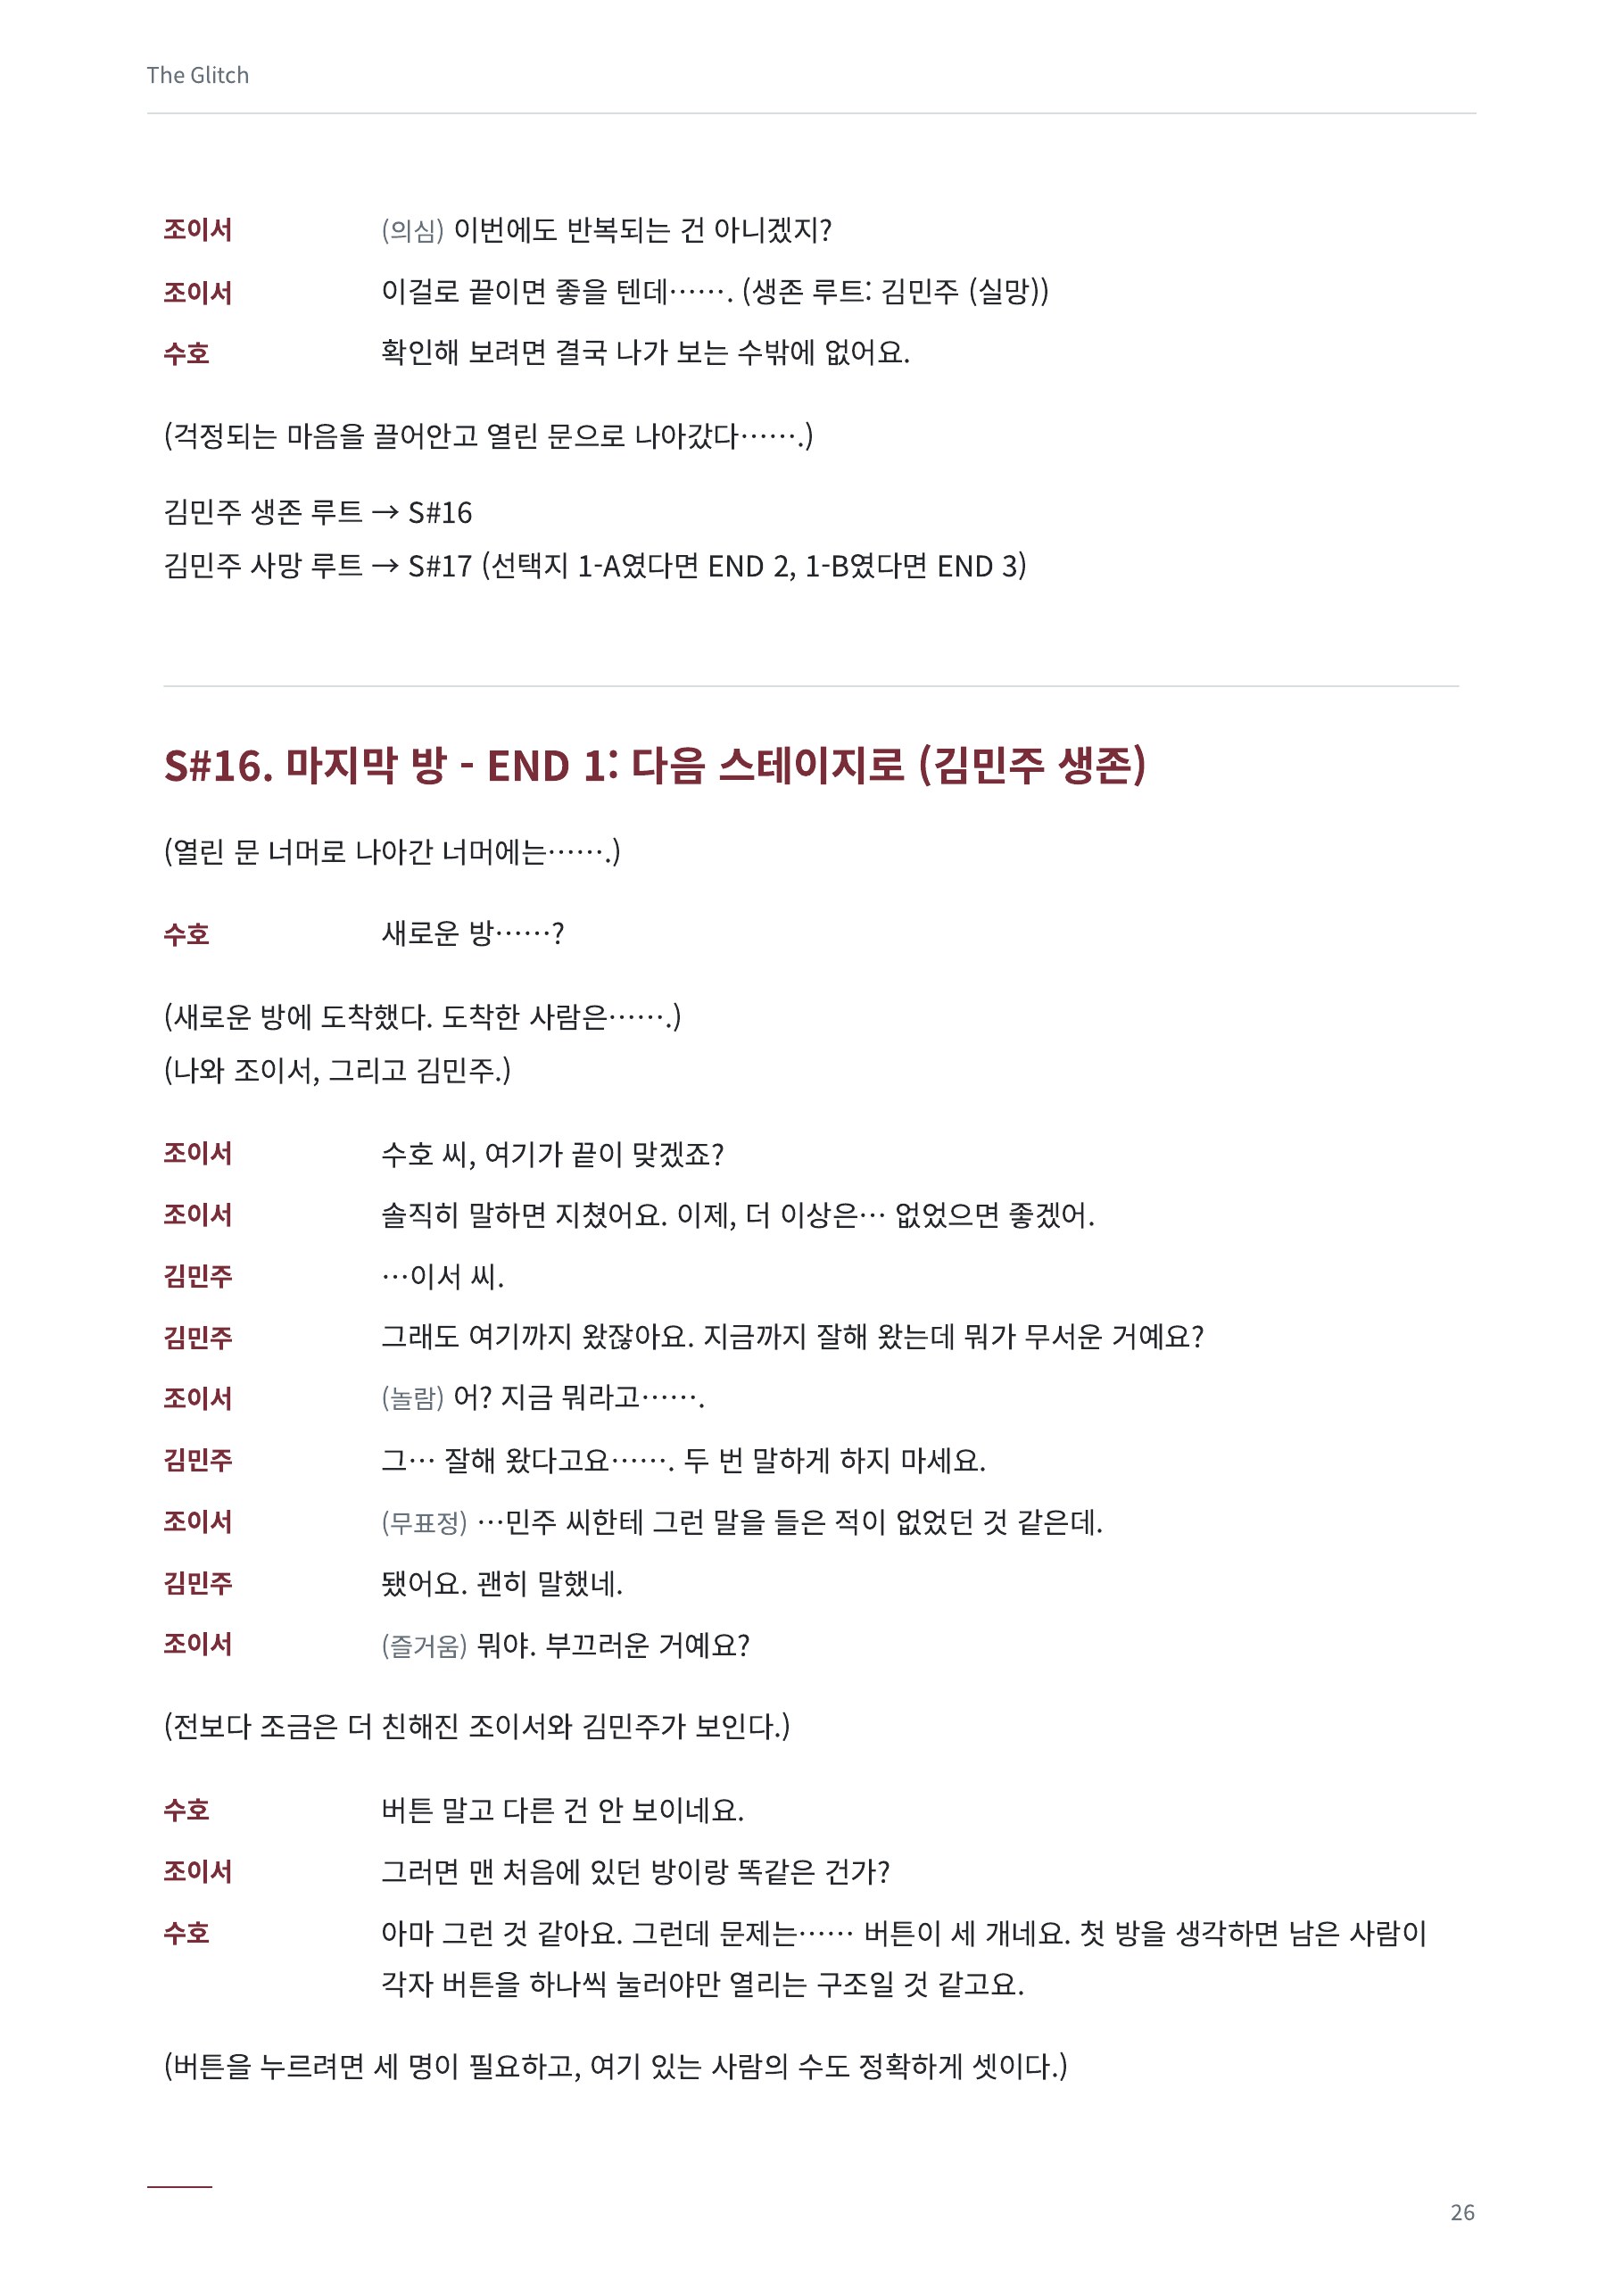 The Glitch
조이서 (의심) 이번에도 반복되는 건 아니겠지?
조이서 이걸로 끝이면 좋을 텐데⋯⋯. (생존 루트: 김민주 (실망))
수호 확인해 보려면 결국 나가 보는 수밖에 없어요.
(걱정되는 마음을 끌어안고 열린 문으로 나아갔다⋯⋯.)
김민주 생존 루트 → S#16
김민주 사망 루트 → S#17 (선택지 1-A였다면 END 2, 1-B였다면 END 3)
S#16. 마지막 방 - END 1: 다음 스테이지로 (김민주 생존)
(열린 문 너머로 나아간 너머에는⋯⋯.)
수호 새로운 방⋯⋯?
(새로운 방에 도착했다. 도착한 사람은⋯⋯.)
(나와 조이서, 그리고 김민주.)
조이서 수호 씨, 여기가 끝이 맞겠죠?
조이서 솔직히 말하면 지쳤어요. 이제, 더 이상은⋯ 없었으면 좋겠어.
김민주 ⋯이서 씨.
김민주 그래도 여기까지 왔잖아요. 지금까지 잘해 왔는데 뭐가 무서운 거예요?
조이서 (놀람) 어? 지금 뭐라고⋯⋯.
김민주 그⋯ 잘해 왔다고요⋯⋯. 두 번 말하게 하지 마세요.
조이서 (무표정) ⋯민주 씨한테 그런 말을 들은 적이 없었던 것 같은데.
김민주 됐어요. 괜히 말했네.
조이서 (즐거움) 뭐야. 부끄러운 거예요?
(전보다 조금은 더 친해진 조이서와 김민주가 보인다.)
수호 버튼 말고 다른 건 안 보이네요.
조이서 그러면 맨 처음에 있던 방이랑 똑같은 건가?
수호 아마 그런 것 같아요. 그런데 문제는⋯⋯ 버튼이 세 개네요. 첫 방을 생각하면 남은 사람이
각자 버튼을 하나씩 눌러야만 열리는 구조일 것 같고요.
(버튼을 누르려면 세 명이 필요하고, 여기 있는 사람의 수도 정확하게 셋이다.)
26